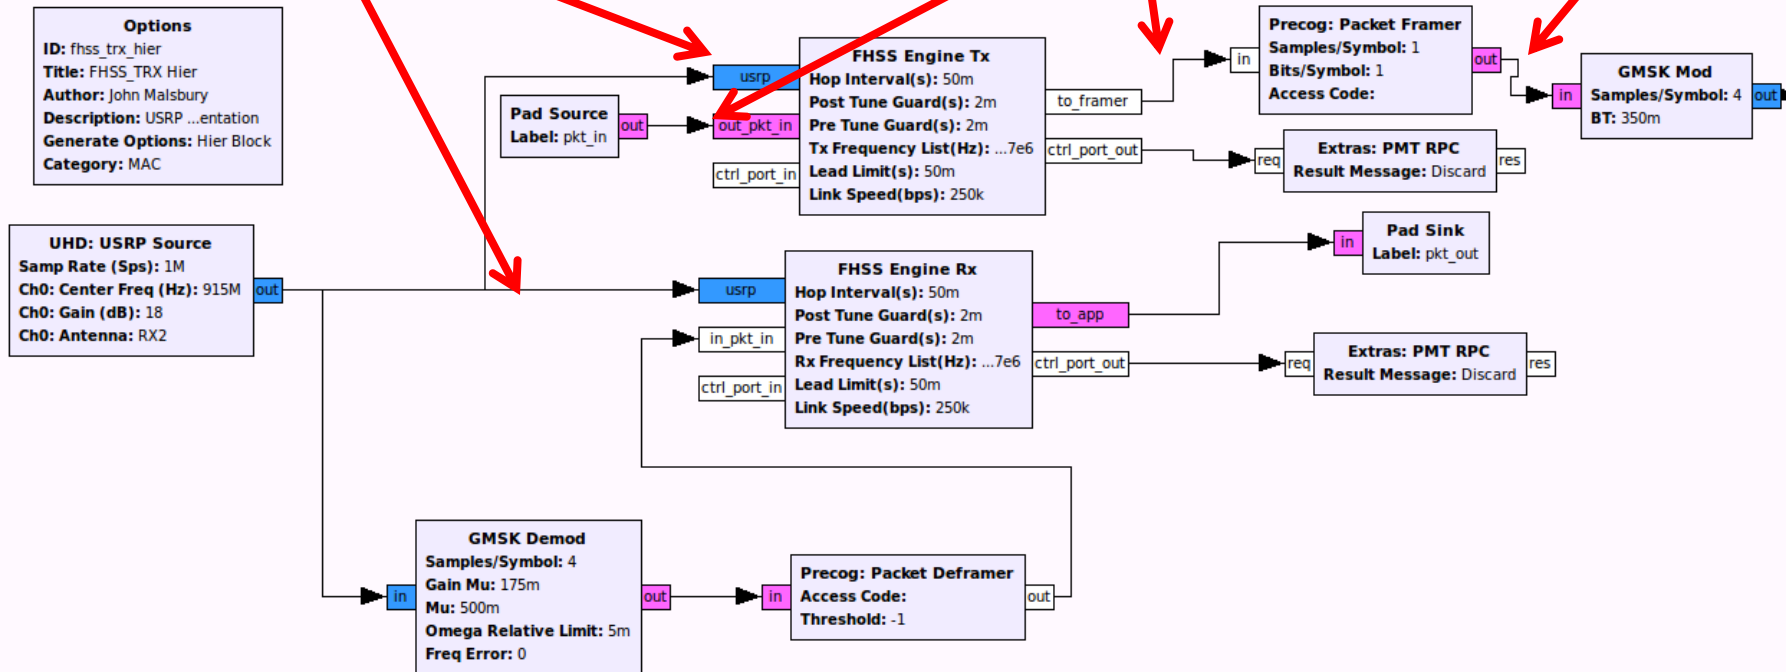 Options
ID: fhss_trx_hier
Title: FHSS_TRX Hier
Author: John Malsbury
Description: USRP ...entation
Generate Options: Hier Block
Category: MAC
UHD: USRP Source
Samp Rate (Sps): 1M
Ch0: Center Freq (Hz): 915M
Ch0: Gain (dB): 18
Ch0: Antenna: RX2
out
Pad Source
Label: pkt_in
out
usrp
out_pkt_in
ctrl_port_in
FHSS Engine Tx
Hop Interval(s): 50m
Post Tune Guard(s): 2m
Pre Tune Guard(s): 2m
Tx Frequency List(Hz): ...7e6
Lead Limit(s): 50m
Link Speed(bps): 250k
to_framer
ctrl_port_out
in
Precog: Packet Framer
Samples/Symbol: 1
Bits/Symbol: 1
Access Code:
out
in
GMSK Mod
Samples/Symbol: 4
BT: 350m
out
req
Extras: PMT RPC
Result Message: Discard
res
usrp
in_pkt_in
ctrl_port_in
FHSS Engine Rx
Hop Interval(s): 50m
Post Tune Guard(s): 2m
Pre Tune Guard(s): 2m
Rx Frequency List(Hz): ...7e6
Lead Limit(s): 50m
Link Speed(bps): 250k
to_app
ctrl_port_out
in
Pad Sink
Label: pkt_out
req
Extras: PMT RPC
Result Message: Discard
res
in
GMSK Demod
Samples/Symbol: 4
Gain Mu: 175m
Mu: 500m
Omega Relative Limit: 5m
Freq Error: 0
out
in
Precog: Packet Deframer
Access Code:
Threshold: -1
out